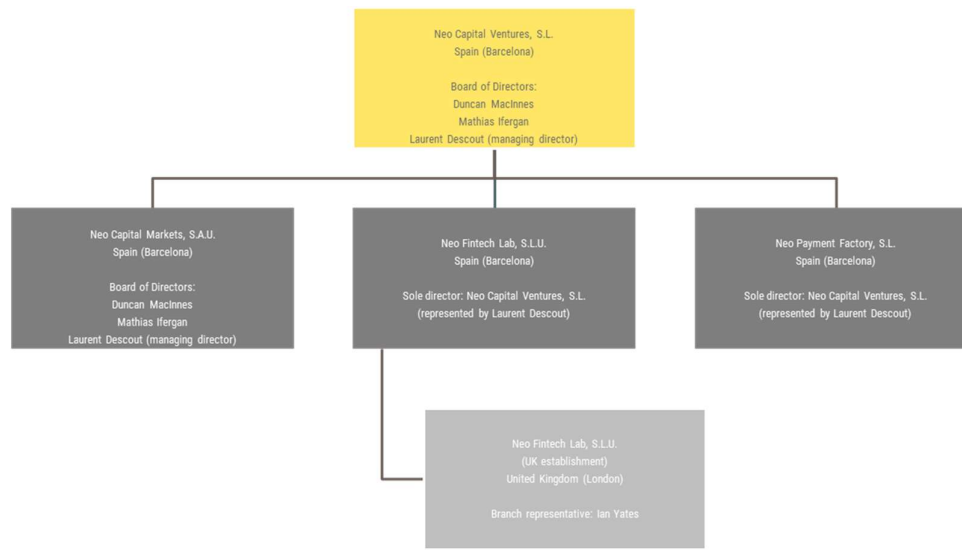 Neo Capital Ventures, S.L.
Spain (Barcelona)
Board of Directors:
Duncan MacInnes
Mathias Ifergan
Laurent Descout (managing director)
Neo Capital Markets, S.A.U.
Spain (Barcelona)
Board of Directors:
Duncan MacInnes
Mathias Ifergan
Laurent Descout (managing director)
Neo Fintech Lab, S.L.U.
Spain (Barcelona)
Sole director: Neo Capital Ventures, S.L.
(represented by Laurent Descout)
Neo Payment Factory, S.L.
Spain (Barcelona)
Sole director: Neo Capital Ventures, S.L.
(represented by Laurent Descout)
Neo Fintech Lab, S.L.U.
(UK establishment)
United Kingdom (London)
Branch representative: Ian Yates